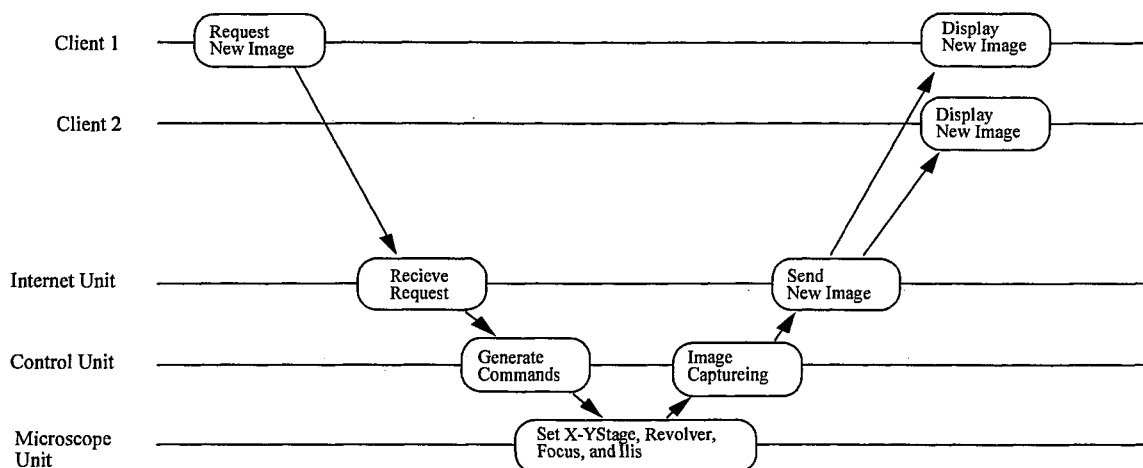 Client 1
Request
New Image
Display
New Image
Client 2
Display
New Image
Internet Unit
Recieve
Request
Send
New Image
Control Unit
Generate
Commands
Image
Captureing
Microscope
Unit
Set X-YStage, Revolver,
Focus, and Ilis